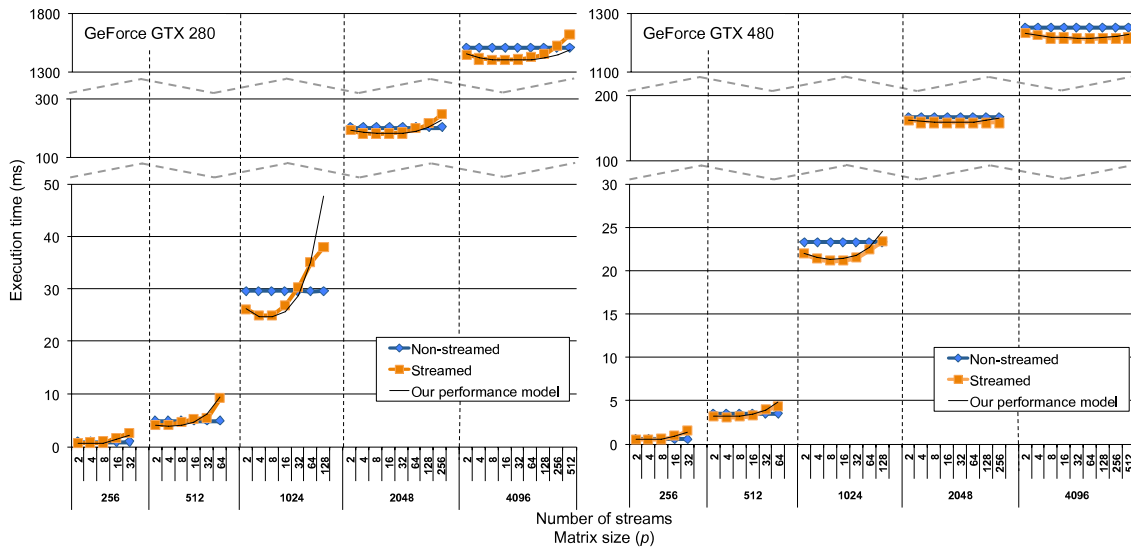 GeForce GTX 280
1800
1300
300
100
50
40
30
20
10
0
Execution time (ms)
Non-streamed
Streamed
Our performance model
2 4 8 16 32 2 4 8 16 32 64 2 4 8 16 32 64 128 2 4 8 16 32 64 128 256 2 4 8 16 32 64 128 256 512
256 512 1024 2048 4096
GeForce GTX 480
1300
1100
200
100
30
25
20
15
10
5
0
Execution time (ms)
Non-streamed
Streamed
Our performance model
2 4 8 16 32 2 4 8 16 32 64 2 4 8 16 32 64 128 2 4 8 16 32 64 128 256 2 4 8 16 32 64 128 256 512
256 512 1024 2048 4096
Number of streams
Matrix size (p)